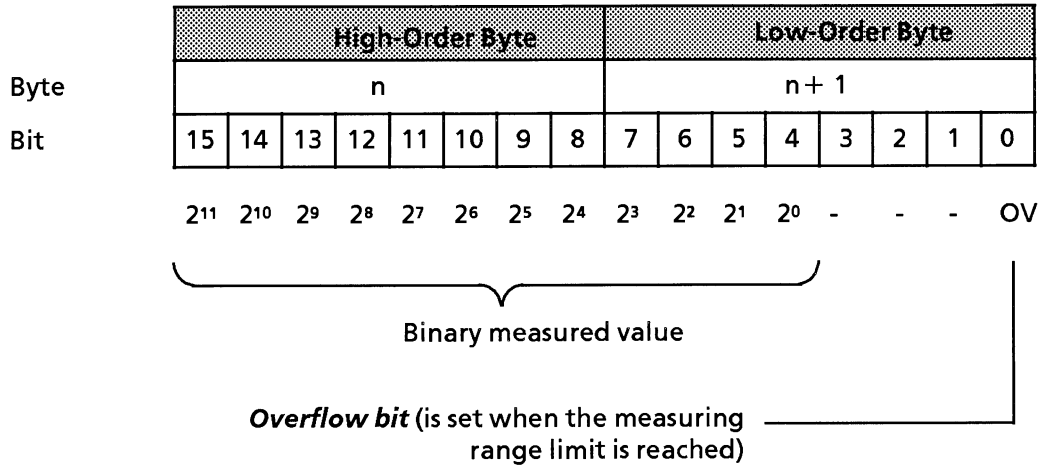 High-Order Byte Low-Order Byte
Byte n n+ 1
Bit 15 14 13 12 11 10 9 8 7 6 5 4 3 2 1 0
2¹¹ 2¹⁰ 2⁹ 2⁸ 2⁷ 2⁶ 2⁵ 2⁴ 2³ 2² 2¹ 2⁰ - - - OV
Binary measured value
Overflow bit (is set when the measuring
range limit is reached)